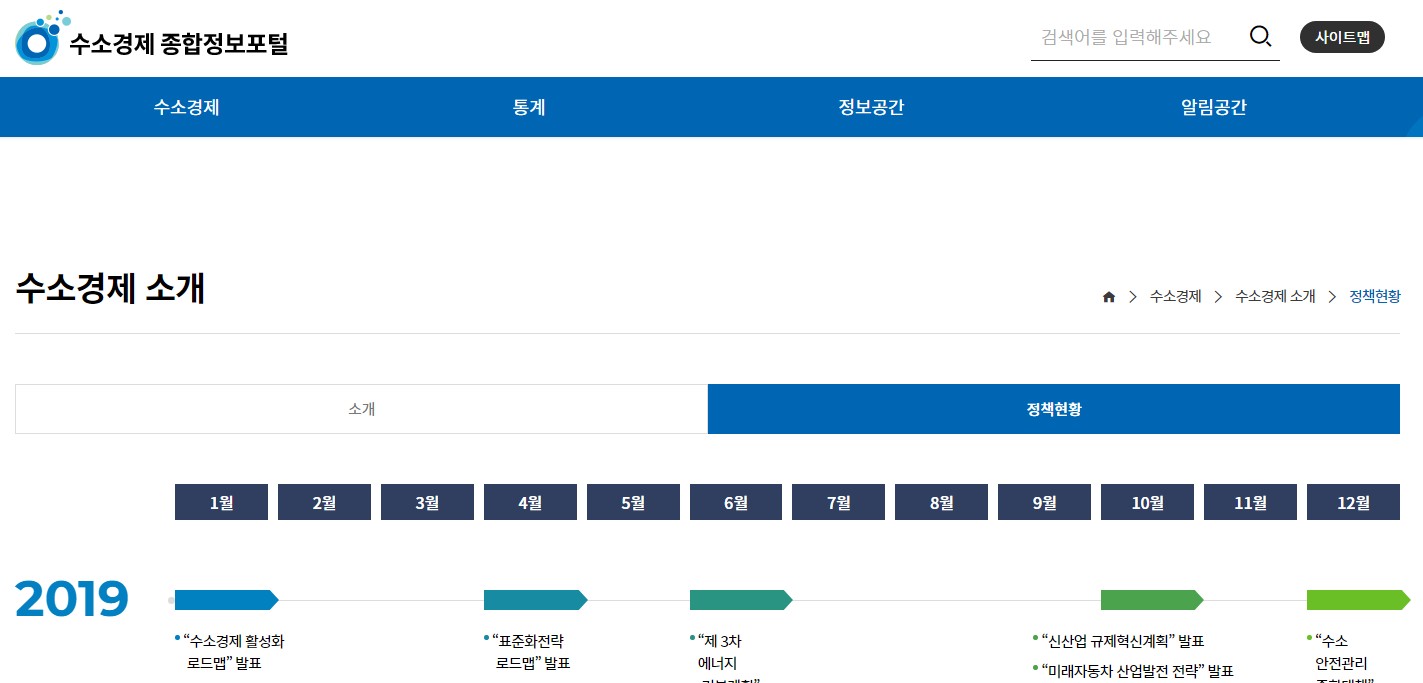 수소경제 종합정보포털
검색어를 입력해주세요
사이트맵
수소경제 통계 정보공간 알림공간
수소경제 소개
수소경제 수소경제 소개 정책현황
소개 정책현황
1월 2월 3월 4월 5월 6월 7월 8월 9월 10월 11월 12월
2019
“수소경제 활성화
로드맵” 발표
“표준화전략
로드맵” 발표
“제 3차
에너지
“신산업 규제혁신계획” 발표
“미래자동차 산업발전 전략” 발표
“수소
안전관리